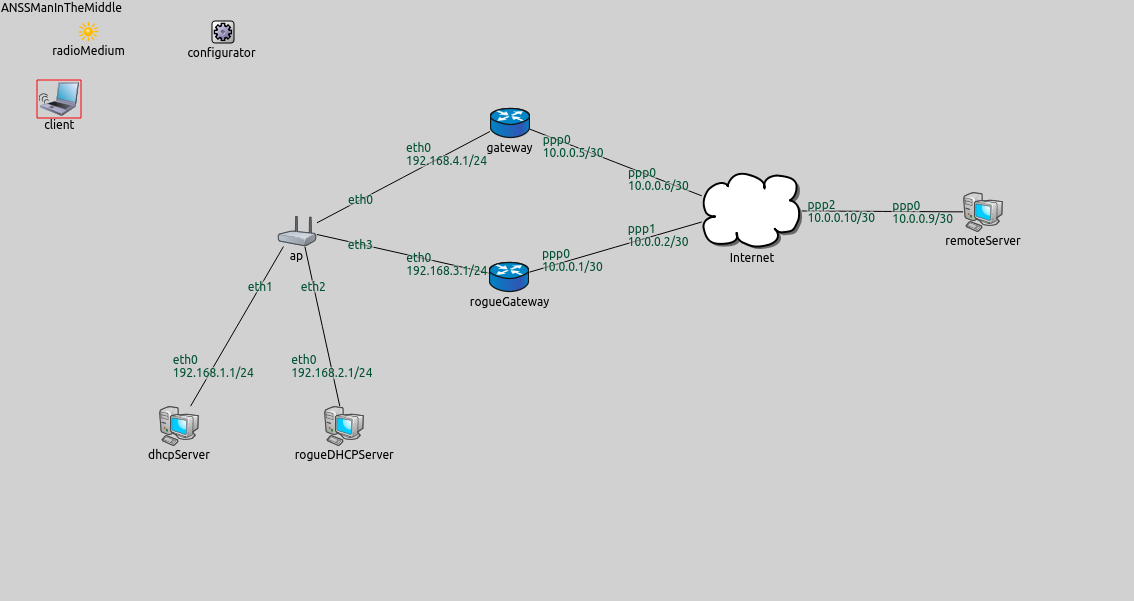 ANSSManInTheMiddle
radioMedium
configurator
client
gateway
eth0
192.168.4.1/24
ppp0
10.0.0.5/30
ppp0
10.0.0.6/30
eth0
ap
eth3
eth0
192.168.3.1/24
rogueGateway
ppp0
10.0.0.1/30
ppp1
10.0.0.2/30
Internet
ppp2
10.0.0.10/30
ppp0
10.0.0.9/30
remoteServer
eth1
eth2
eth0
192.168.1.1/24
eth0
192.168.2.1/24
dhcpServer
rogueDHCPServer